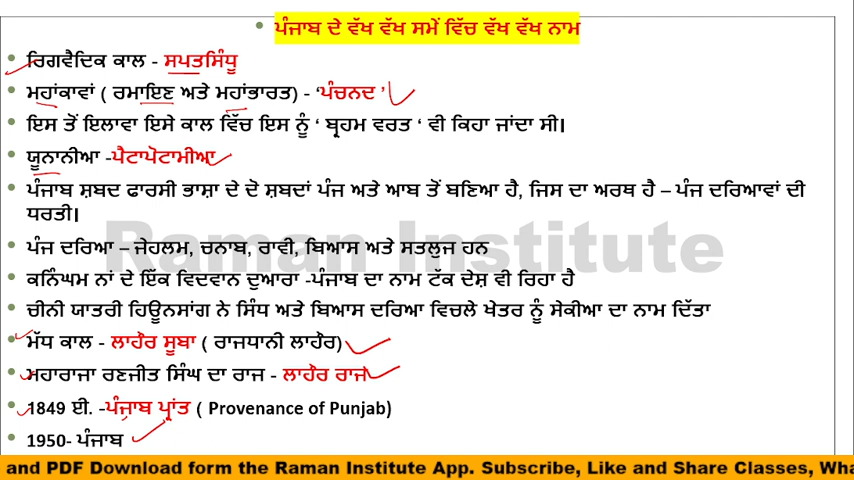 ਪੰਜਾਬ ਦੇ ਵੱਖ ਵੱਖ ਸਮੇਂ ਵਿੱਚ ਵੱਖ ਵੱਖ ਨਾਮ
ਰਿਗਵੈਦਿਕ ਕਾਲ - ਸਪਤਸਿੰਧੂ
ਮਹਾਂਕਾਵਾਂ ( ਰਮਾਇਣ ਅਤੇ ਮਹਾਂਭਾਰਤ) - ‘ਪੰਚਨਦ ’
ਇਸ ਤੋਂ ਇਲਾਵਾ ਇਸੇ ਕਾਲ ਵਿੱਚ ਇਸ ਨੂੰ ‘ ਬ੍ਰਹਮ ਵਰਤ ‘ ਵੀ ਕਿਹਾ ਜਾਂਦਾ ਸੀ।
ਯੂਨਾਨੀਆ -ਪੈਟਾਪੋਟਾਮੀਆ
ਪੰਜਾਬ ਸ਼ਬਦ ਫਾਰਸੀ ਭਾਸ਼ਾ ਦੇ ਦੋ ਸ਼ਬਦਾਂ ਪੰਜ ਅਤੇ ਆਬ ਤੋਂ ਬਣਿਆ ਹੈ, ਜਿਸ ਦਾ ਅਰਥ ਹੈ – ਪੰਜ ਦਰਿਆਵਾਂ ਦੀ
ਧਰਤੀ।
Raman Institute
ਪੰਜ ਦਰਿਆ – ਜੇਹਲਮ, ਚਨਾਬ, ਰਾਵੀ, ਬਿਆਸ ਅਤੇ ਸਤਲੁਜ ਹਨ
ਕਨਿੰਘਮ ਨਾਂ ਦੇ ਇੱਕ ਵਿਦਵਾਨ ਦੁਆਰਾ -ਪੰਜਾਬ ਦਾ ਨਾਮ ਟੱਕ ਦੇਸ਼ ਵੀ ਰਿਹਾ ਹੈ
ਚੀਨੀ ਯਾਤਰੀ ਹਿਊਨਸਾਂਗ ਨੇ ਸਿੰਧ ਅਤੇ ਬਿਆਸ ਦਰਿਆ ਵਿਚਲੇ ਖੇਤਰ ਨੂੰ ਸੇਕੀਆ ਦਾ ਨਾਮ ਦਿੱਤਾ
ਮੱਧ ਕਾਲ - ਲਾਹੌਰ ਸੂਬਾ ( ਰਾਜਧਾਨੀ ਲਾਹੌਰ)
ਮਹਾਰਾਜਾ ਰਣਜੀਤ ਸਿੰਘ ਦਾ ਰਾਜ - ਲਾਹੌਰ ਰਾਜ
1849 ਈ. -ਪੰਜਾਬ ਪ੍ਰਾਂਤ ( Provenance of Punjab)
1950- ਪੰਜਾਬ
and PDF Download form the Raman Institute App. Subscribe, Like and Share Classes, Wha